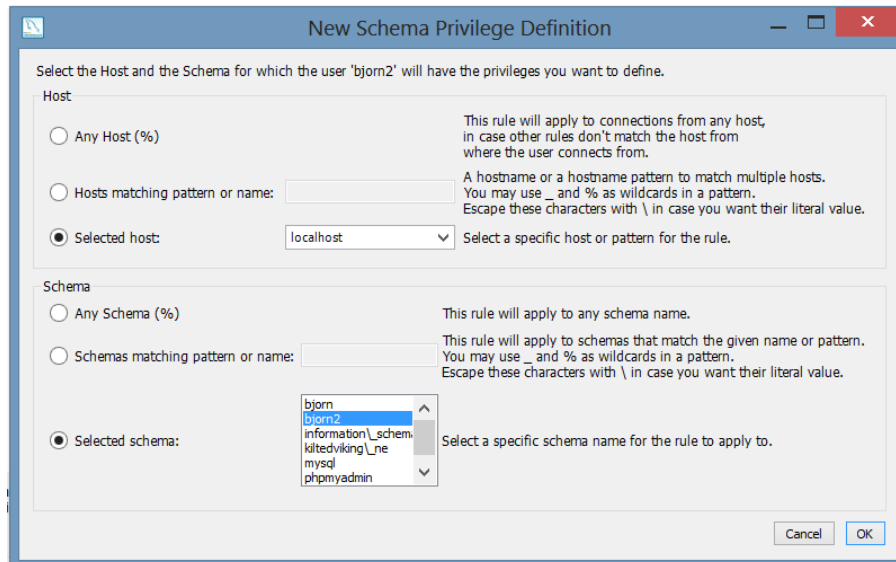 New Schema Privilege Definition
Select the Host and the Schema for which the user 'bjorn2' will have the privileges you want to define.
Host
Any Host (%)
This rule will apply to connections from any host,
in case other rules don't match the host from
where the user connects from.
Hosts matching pattern or name:
A hostname or a hostname pattern to match multiple hosts.
You may use _ and % as wildcards in a pattern.
Escape these characters with \ in case you want their literal value.
Selected host:
localhost
Select a specific host or pattern for the rule.
Schema
Any Schema (%)
This rule will apply to any schema name.
Schemas matching pattern or name:
This rule will apply to schemas that match the given name or pattern.
You may use _ and % as wildcards in a pattern.
Escape these characters with \ in case you want their literal value.
Selected schema:
bjorn
bjorn2
information\_schema
kiltedviking\_ne
mysql
phpmyadmin
Select a specific schema name for the rule to apply to.
Cancel
OK